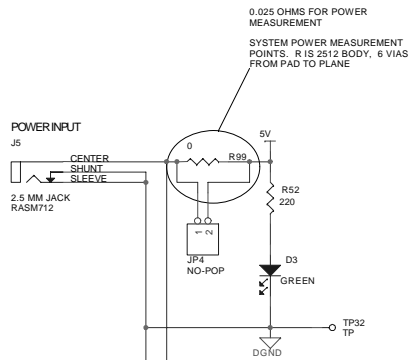 0.025 OHMS FOR POWER
MEASUREMENT
SYSTEM POWER MEASUREMENT
POINTS. R IS 2512 BODY, 6 VIAS
FROM PAD TO PLANE
POWER INPUT
J5
CENTER
SHUNT
SLEEVE
2.5 MM JACK
RASM712
0
R99
5V
R52
220
1 2
JP4
NO-POP
D3
GREEN
TP32
TP
DGND